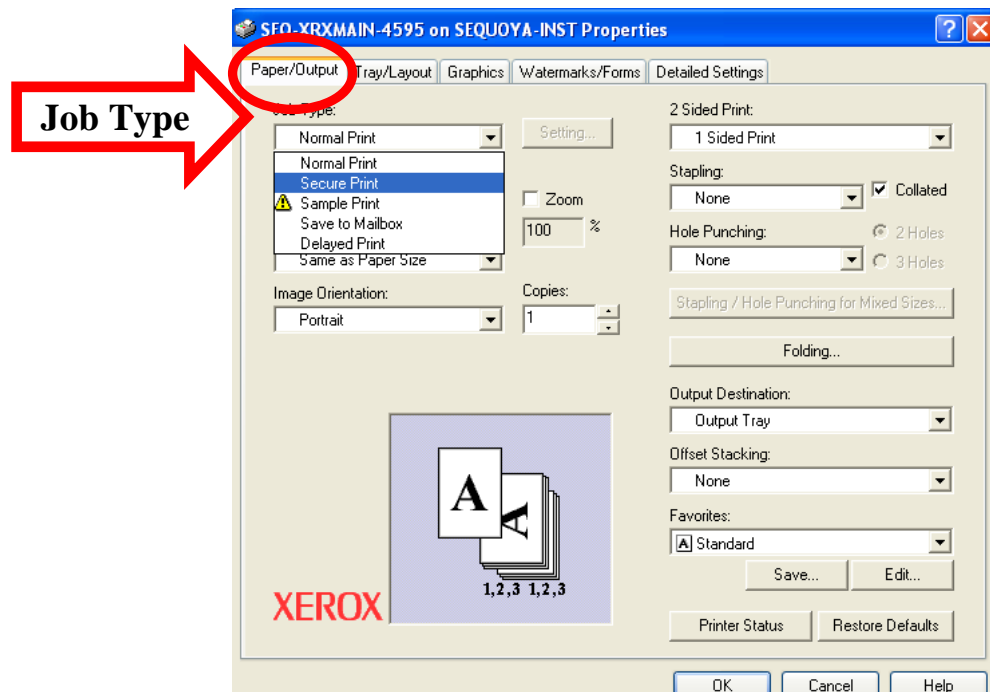 SEQ-XRXMAIN-4595 on SEQUOYA-INST Properties
Paper/Output Tray/Layout Graphics Watermarks/Forms Detailed Settings
Job Type
Job Type:
Normal Print
Setting...
Normal Print
Secure Print
Sample Print
Save to Mailbox
Delayed Print
Same as Paper Size
Zoom
100 %
Image Orientation:
Portrait
Copies:
1
A
A
1,2,3 1,2,3
XEROX
2 Sided Print:
1 Sided Print
Stapling:
None
Collated
Hole Punching:
2 Holes
None
3 Holes
Stapling / Hole Punching for Mixed Sizes...
Folding...
Output Destination:
Output Tray
Offset Stacking:
None
Favorites:
A Standard
Save... Edit...
Printer Status Restore Defaults
OK Cancel Help